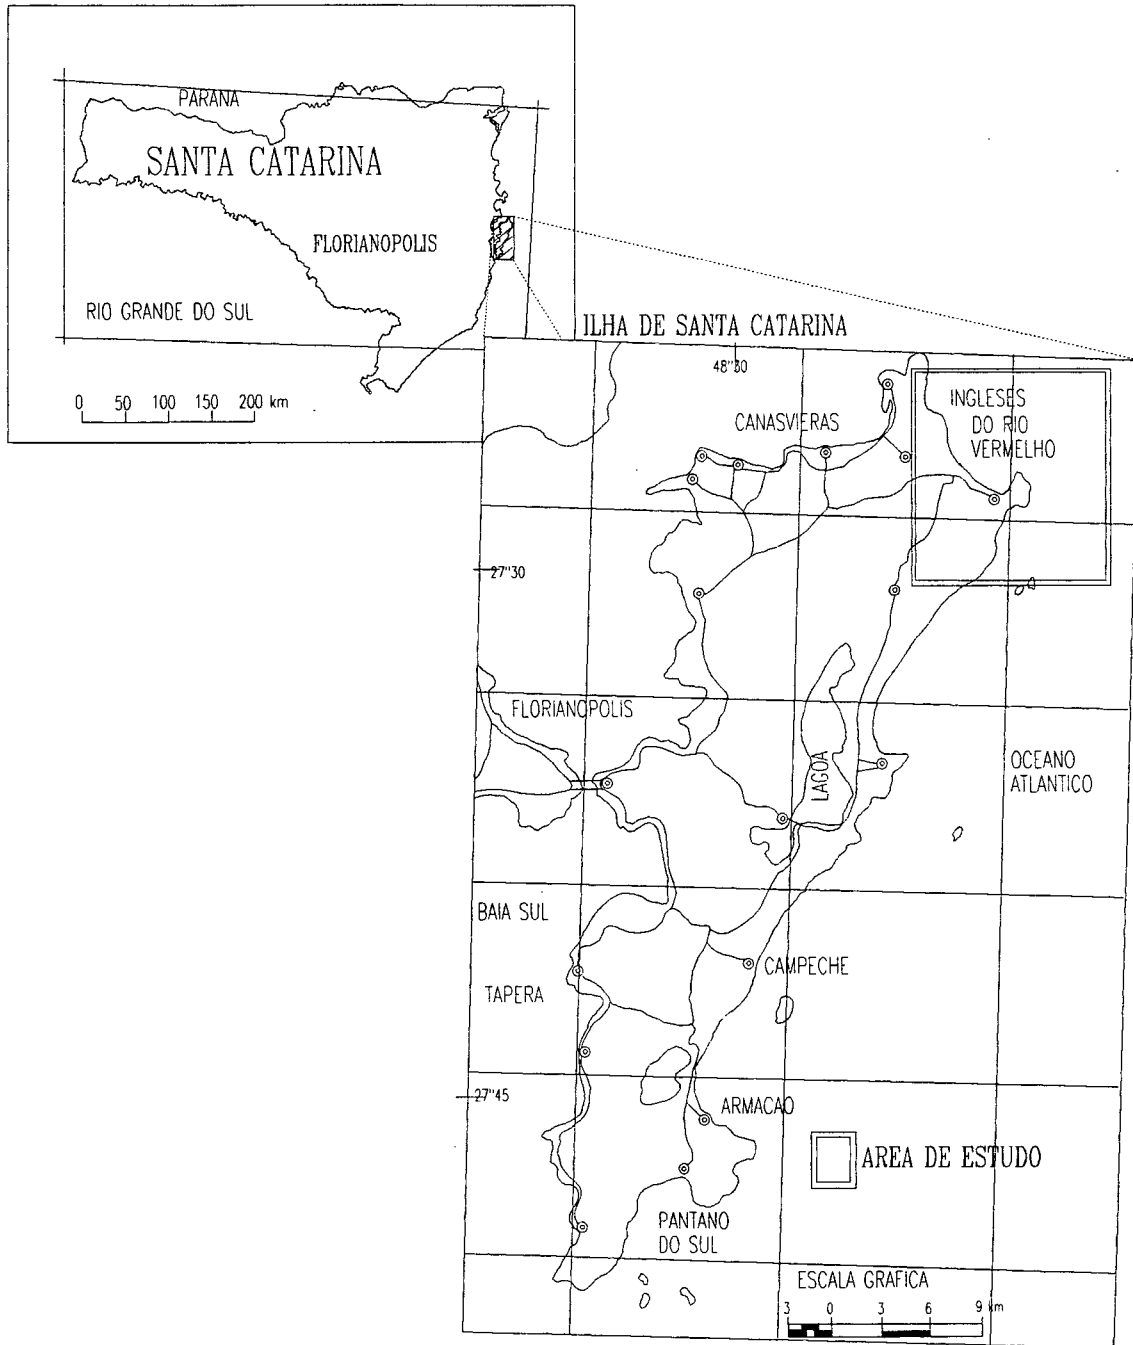 PARANA
SANTA CATARINA
FLORIANOPOLIS
RIO GRANDE DO SUL
0 50 100 150 200 km
ILHA DE SANTA CATARINA
48"30
CANASVIERAS
INGLESES
DO RIO
VERMELHO
27"30
FLORIANOPOLIS
LAGOA
OCEANO
ATLANTICO
BAIA SUL
CAMPECHE
TAPERA
27"45
ARMACAO
AREA DE ESTUDO
PANTANO
DO SUL
ESCALA GRAFICA
3 0 3 6 9 km